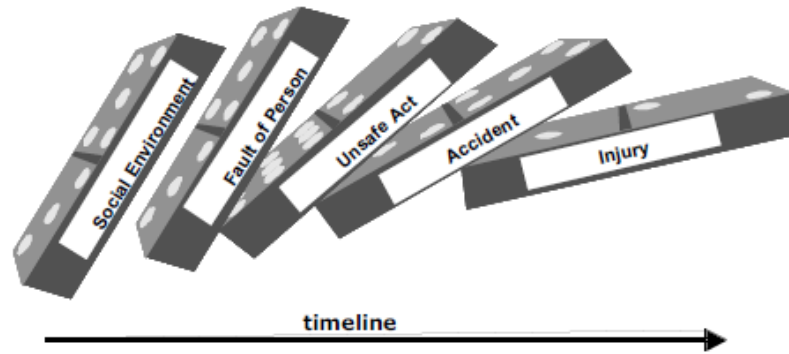 Social Environment
Fault of Person
Unsafe Act
Accident
Injury
timeline